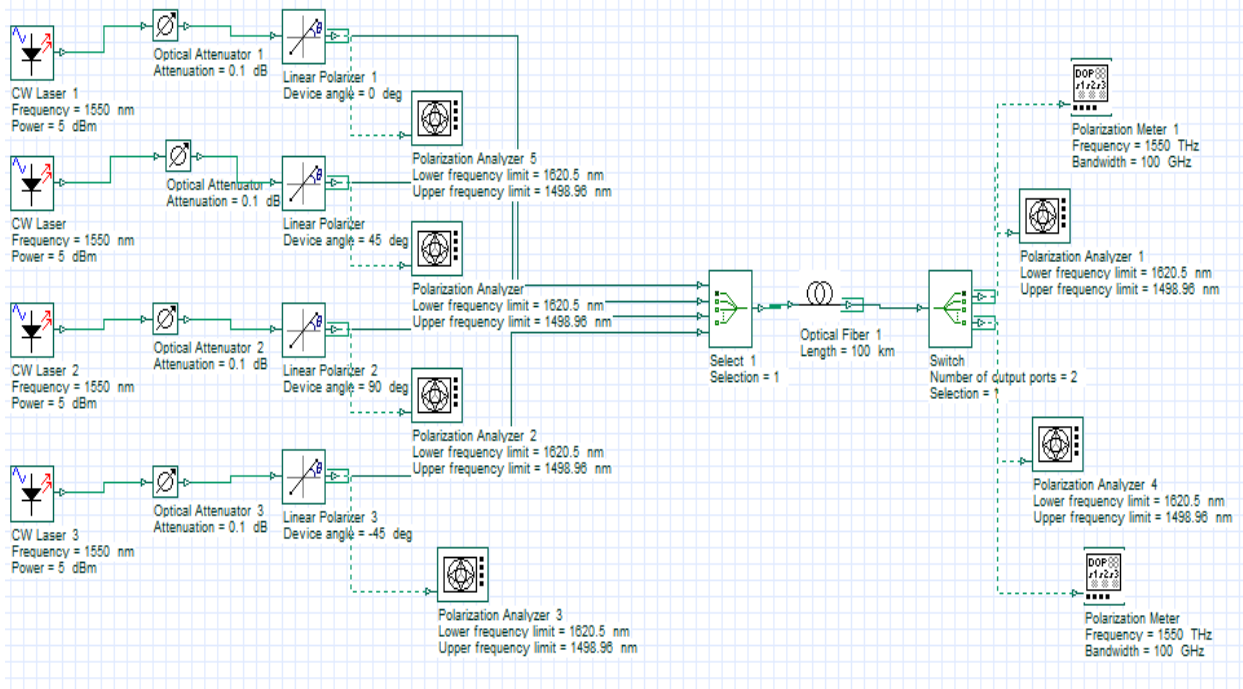 CW Laser 1
Frequency = 1550 nm
Power = 5 dBm
Optical Attenuator 1
Attenuation = 0.1 dB
Linear Polarizer 1
Device angle = 0 deg
Polarization Analyzer 5
Lower frequency limit = 1620.5 nm
Upper frequency limit = 1498.96 nm
CW Laser
Frequency = 1550 nm
Power = 5 dBm
Optical Attenuator
Attenuation = 0.1 dB
Linear Polarizer
Device angle = 45 deg
Polarization Analyzer
Lower frequency limit = 1620.5 nm
Upper frequency limit = 1498.96 nm
CW Laser 2
Frequency = 1550 nm
Power = 5 dBm
Optical Attenuator 2
Attenuation = 0.1 dB
Linear Polarizer 2
Device angle = 90 deg
Polarization Analyzer 2
Lower frequency limit = 1620.5 nm
Upper frequency limit = 1498.96 nm
CW Laser 3
Frequency = 1550 nm
Power = 5 dBm
Optical Attenuator 3
Attenuation = 0.1 dB
Linear Polarizer 3
Device angle = -45 deg
Polarization Analyzer 3
Lower frequency limit = 1620.5 nm
Upper frequency limit = 1498.96 nm
Select 1
Selection = 1
Optical Fiber 1
Length = 100 km
Switch
Number of output ports = 2
Selection = 1
DOP
s1s2s3
Polarization Meter 1
Frequency = 1550 THz
Bandwidth = 100 GHz
Polarization Analyzer 1
Lower frequency limit = 1620.5 nm
Upper frequency limit = 1498.96 nm
Polarization Analyzer 4
Lower frequency limit = 1620.5 nm
Upper frequency limit = 1498.96 nm
DOP
s1s2s3
Polarization Meter
Frequency = 1550 THz
Bandwidth = 100 GHz